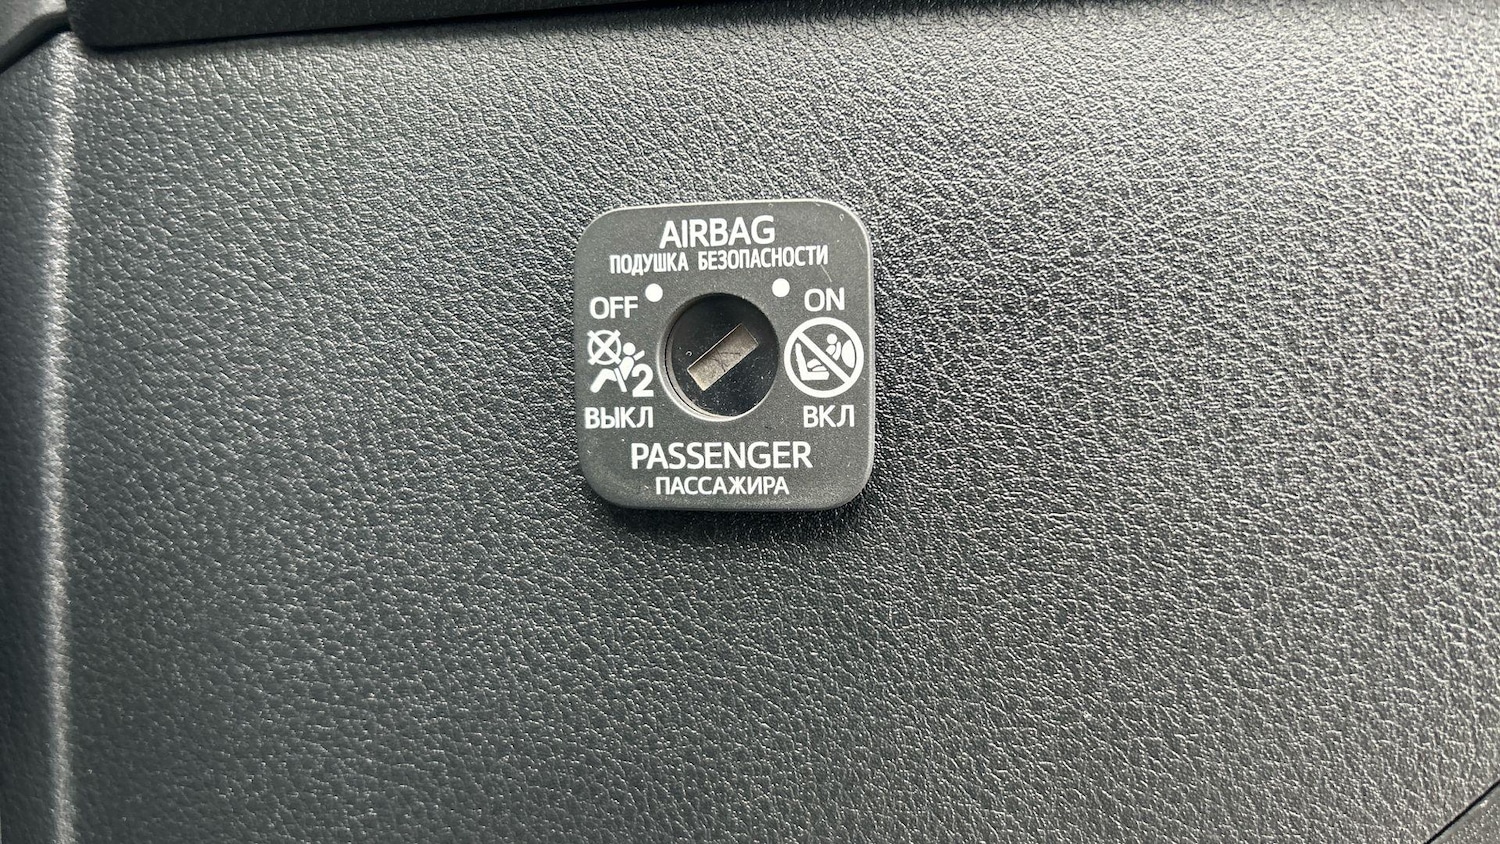 AIRBAG
ПОДУШКА БЕЗОПАСНОСТИ
OFF ON
2
ВЫКЛ ВКЛ
PASSENGER
ПАССАЖИРА